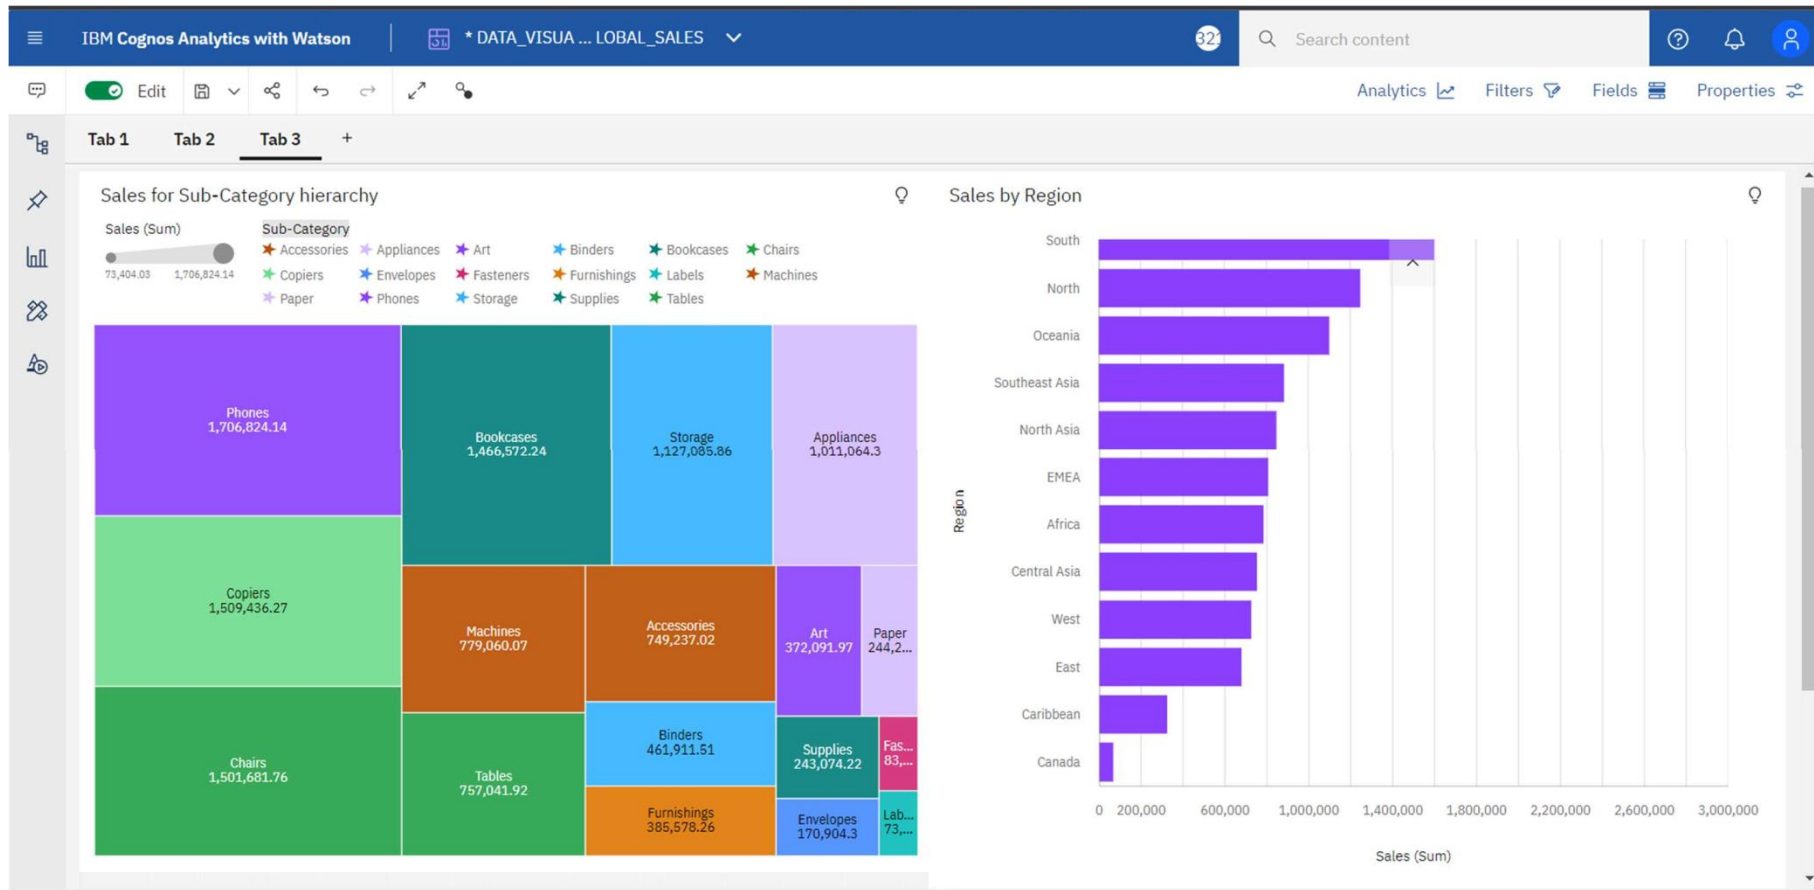 IBM Cognos Analytics with Watson
* DATA_VISUA ... LOBAL_SALES
Search content
Edit
Analytics
Filters
Fields
Properties
Tab 1 Tab 2 Tab 3 +
Sales for Sub-Category hierarchy
Sales (Sum)
73,404.03 1,706,824.14
Sub-Category
Accessories Appliances Art Binders Bookcases Chairs
Copiers Envelopes Fasteners Furnishings Labels Machines
Paper Phones Storage Supplies Tables
Phones
1,706,824.14
Bookcases
1,466,572.24
Storage
1,127,085.86
Appliances
1,011,064.3
Copiers
1,509,436.27
Machines
779,060.07
Accessories
749,237.02
Art
372,091.97
Paper
244,2...
Chairs
1,501,681.76
Tables
757,041.92
Binders
461,911.51
Furnishings
385,578.26
Supplies
243,074.22
Fas...
83,...
Envelopes
170,904.3
Lab...
73,...
Sales by Region
Region
South
North
Oceania
Southeast Asia
North Asia
EMEA
Africa
Central Asia
West
East
Caribbean
Canada
0 200,000 600,000 1,000,000 1,400,000 1,800,000 2,200,000 2,600,000 3,000,000
Sales (Sum)